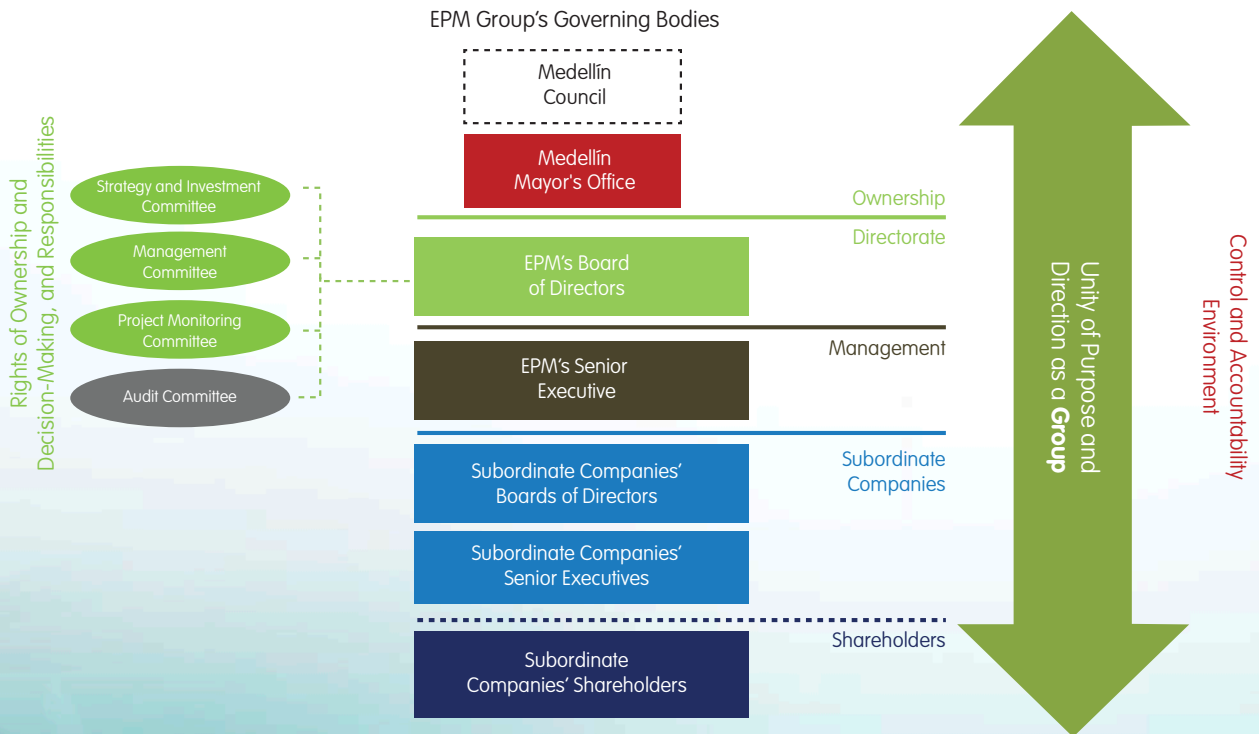 EPM Group's Governing Bodies
Medellín
Council
Medellín
Mayor's Office
Ownership
Directorate
EPM's Board
of Directors
Management
EPM's Senior
Executive
Subordinate Companies'
Boards of Directors
Subordinate
Companies
Subordinate Companies'
Senior Executives
Shareholders
Subordinate
Companies' Shareholders
Rights of Ownership and
Decision-Making, and Responsibilities
Strategy and Investment
Committee
Management
Committee
Project Monitoring
Committee
Audit Committee
Unity of Purpose and
Direction as a Group
Control and Accountability
Environment